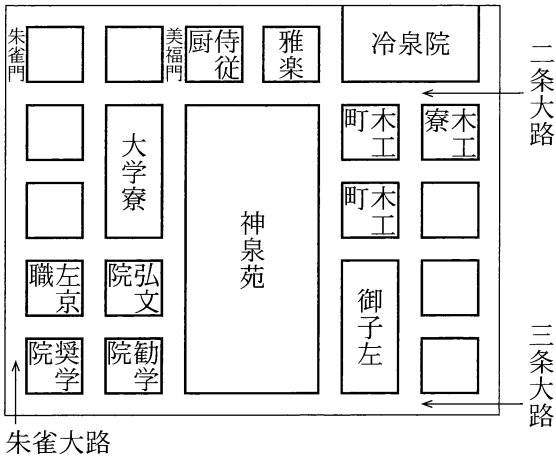 朱雀門
美福門
侍従
厨
雅楽
冷泉院
二条大路
大学寮
神泉苑
木工
町
木工
寮
木工
町
左京
職
弘文
院
御子左
奨学
院
勧学
院
三条大路
朱雀大路